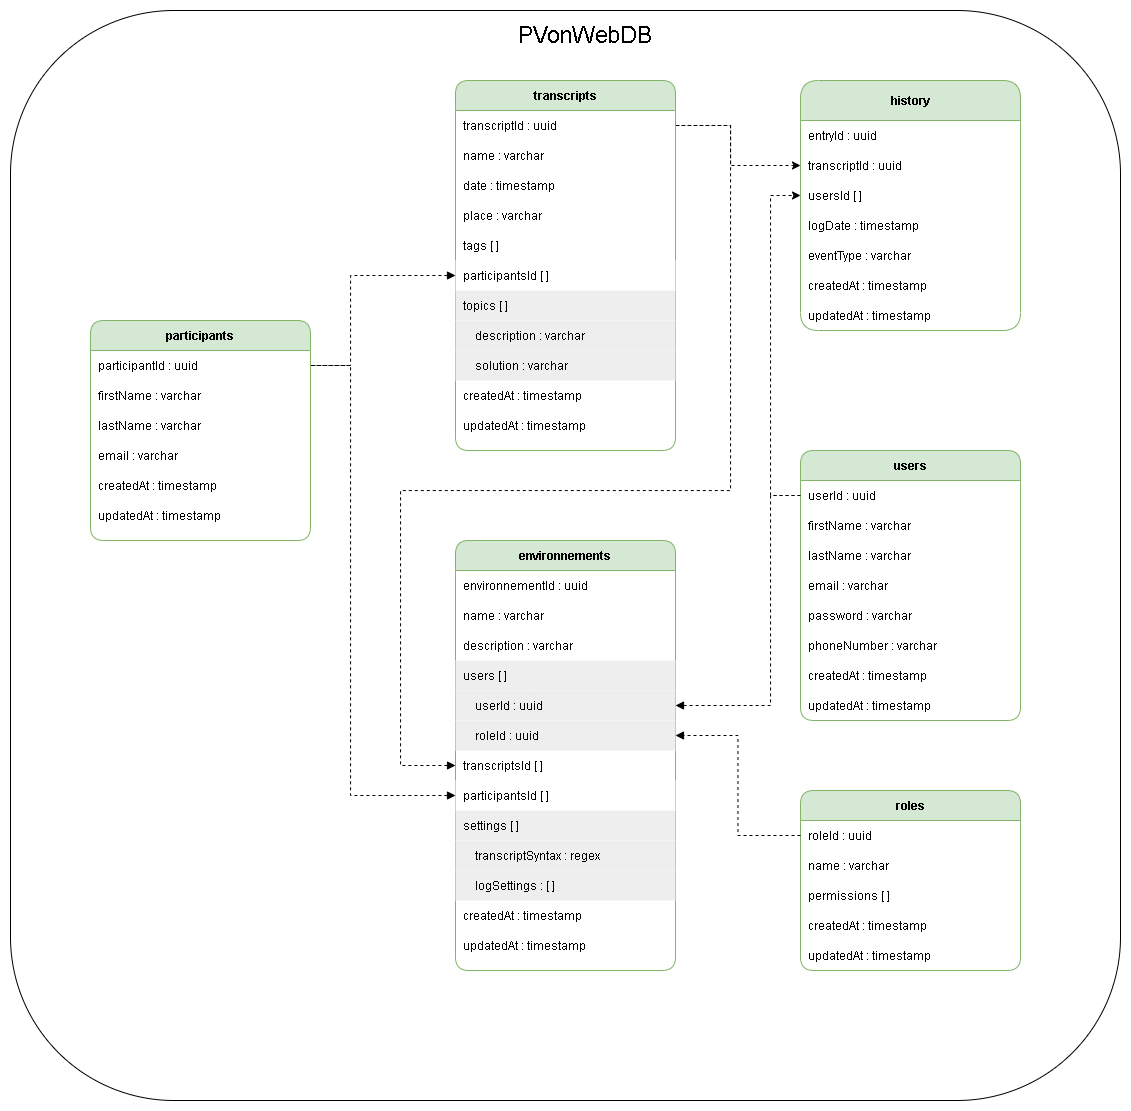 PVonWebDB
transcripts
transcriptId : uuid
name : varchar
date : timestamp
place : varchar
tags [ ]
participantsId [ ]
topics [ ]
description : varchar
solution : varchar
createdAt : timestamp
updatedAt : timestamp
history
entryId : uuid
transcriptId : uuid
usersId [ ]
logDate : timestamp
eventType : varchar
createdAt : timestamp
updatedAt : timestamp
participants
participantId : uuid
firstName : varchar
lastName : varchar
email : varchar
createdAt : timestamp
updatedAt : timestamp
users
userId : uuid
firstName : varchar
lastName : varchar
email : varchar
password : varchar
phoneNumber : varchar
createdAt : timestamp
updatedAt : timestamp
environnements
environnementId : uuid
name : varchar
description : varchar
users [ ]
userId : uuid
roleId : uuid
transcriptsId [ ]
participantsId [ ]
settings [ ]
transcriptSyntax : regex
logSettings : [ ]
createdAt : timestamp
updatedAt : timestamp
roles
roleId : uuid
name : varchar
permissions [ ]
createdAt : timestamp
updatedAt : timestamp